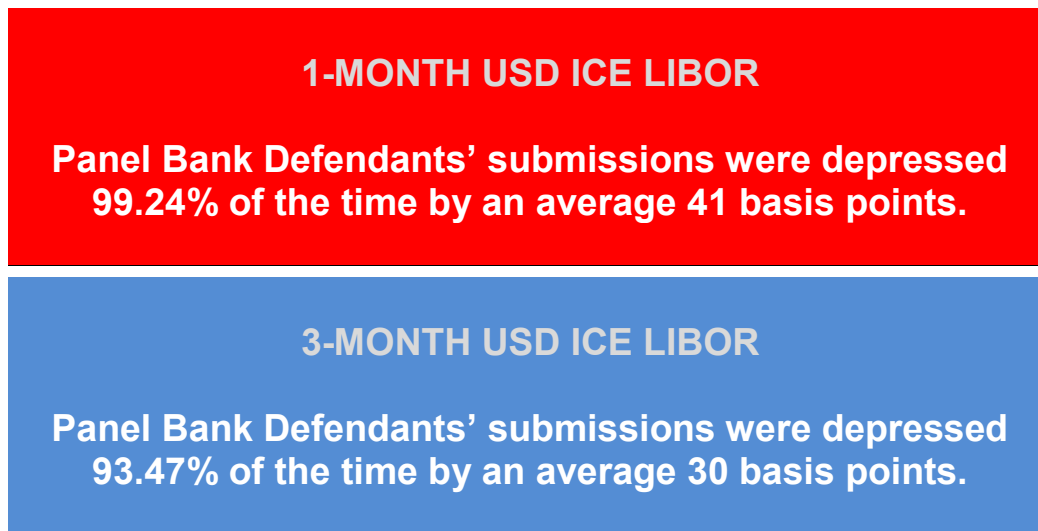 1-MONTH USD ICE LIBOR
Panel Bank Defendants’ submissions were depressed
99.24% of the time by an average 41 basis points.
3-MONTH USD ICE LIBOR
Panel Bank Defendants’ submissions were depressed
93.47% of the time by an average 30 basis points.